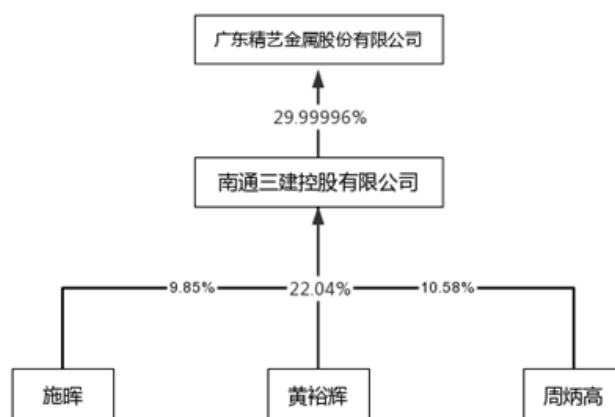 广东精艺金属股份有限公司
29.99996%
南通三建控股有限公司
9.85%
22.04%
10.58%
施晖
黄裕辉
周炳高